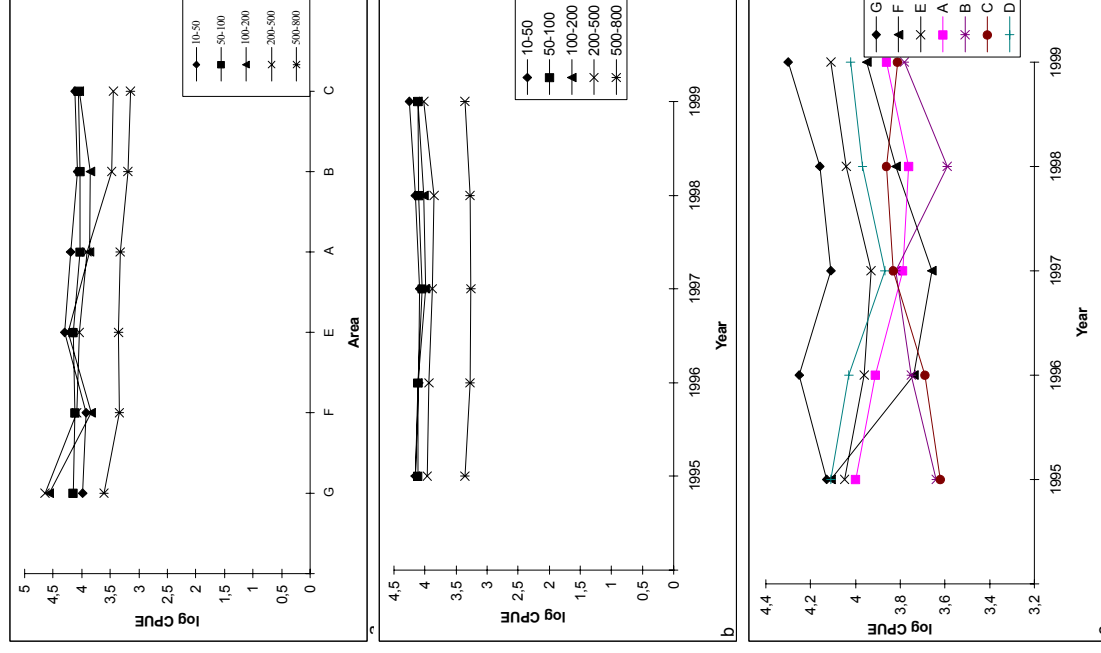 5
4,5
4
3,5
3
2,5
2
1,5
1
0,5
0
log CPUE
G
F
E
A
B
C
Area
10-50
50-100
100-200
200-500
500-800
4,5
4
3,5
3
2,5
2
1,5
1
0,5
0
log CPUE
1995
1996
1997
1998
1999
Year
10-50
50-100
100-200
200-500
500-800
b
4,4
4,2
4
3,8
3,6
3,4
3,2
log CPUE
1995
1996
1997
1998
1999
Year
G
F
E
A
B
C
D